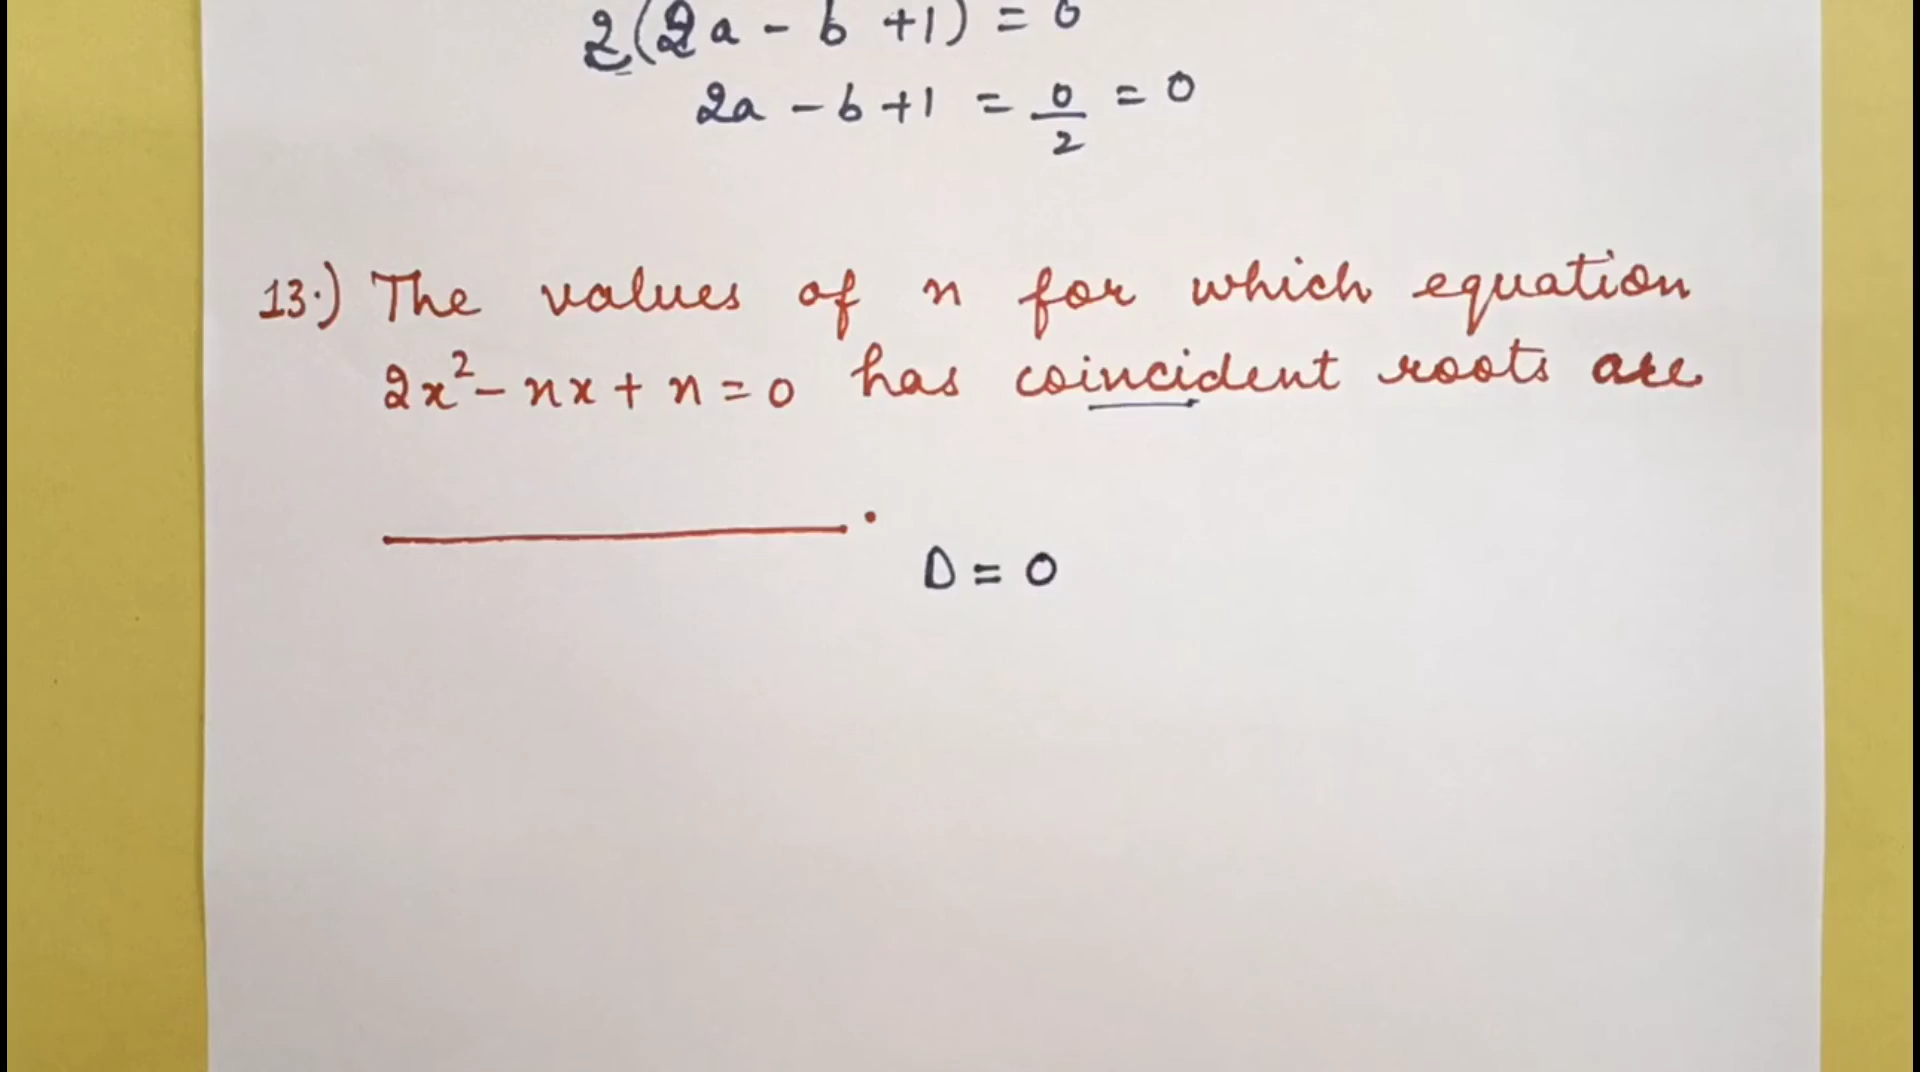 2(2a - b + 1) = 0
2a - b + 1 = 0/2 = 0
13.) The values of n for which equation
2x² - nx + n = 0 has coincident roots are
___________.
D = 0